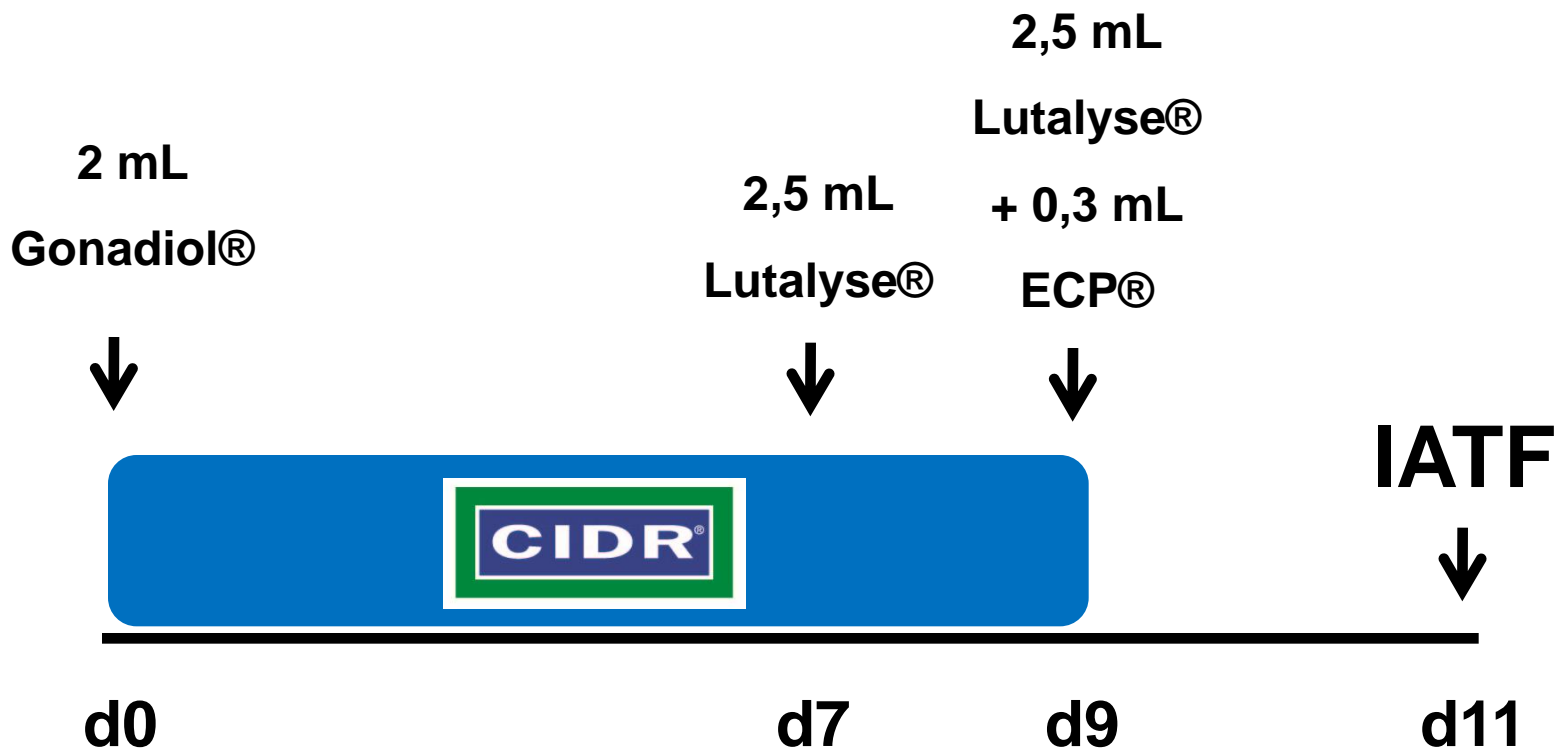 2 mL
Gonadiol®
2,5 mL
Lutalyse®
2,5 mL
Lutalyse®
+ 0,3 mL
ECP®
IATF
CIDR®
d0
d7
d9
d11